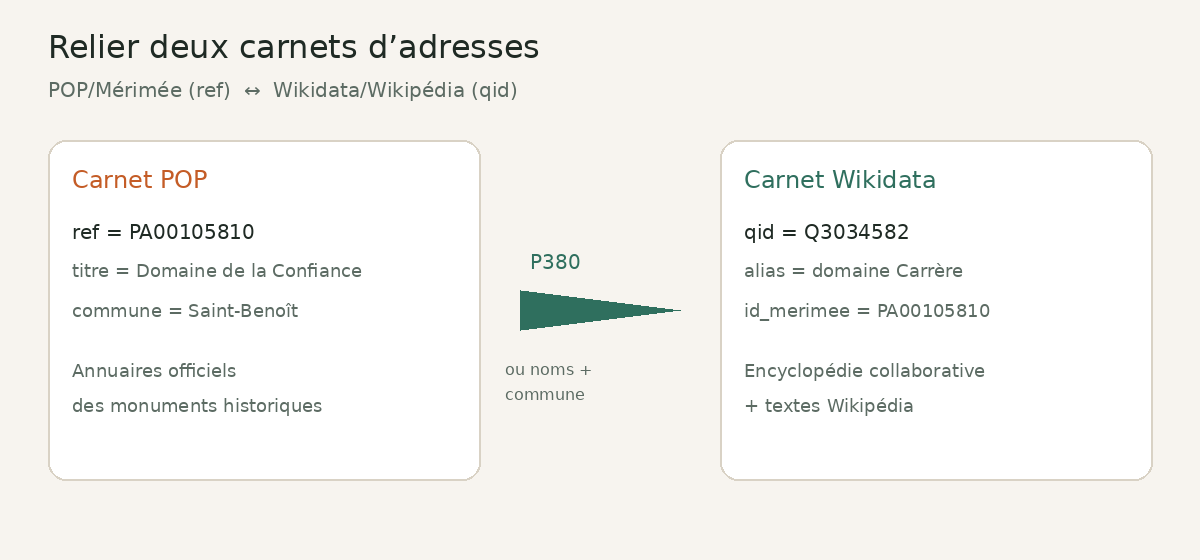 Relier deux carnets d’adresses
POP/Mérimée (ref) ↔ Wikidata/Wikipédia (qid)
Carnet POP
ref = PA00105810
titre = Domaine de la Confiance
commune = Saint-Benoît
Annuaires officiels
des monuments historiques
P380
ou noms +
commune
Carnet Wikidata
qid = Q3034582
alias = domaine Carrère
id_merimee = PA00105810
Encyclopédie collaborative
+ textes Wikipédia